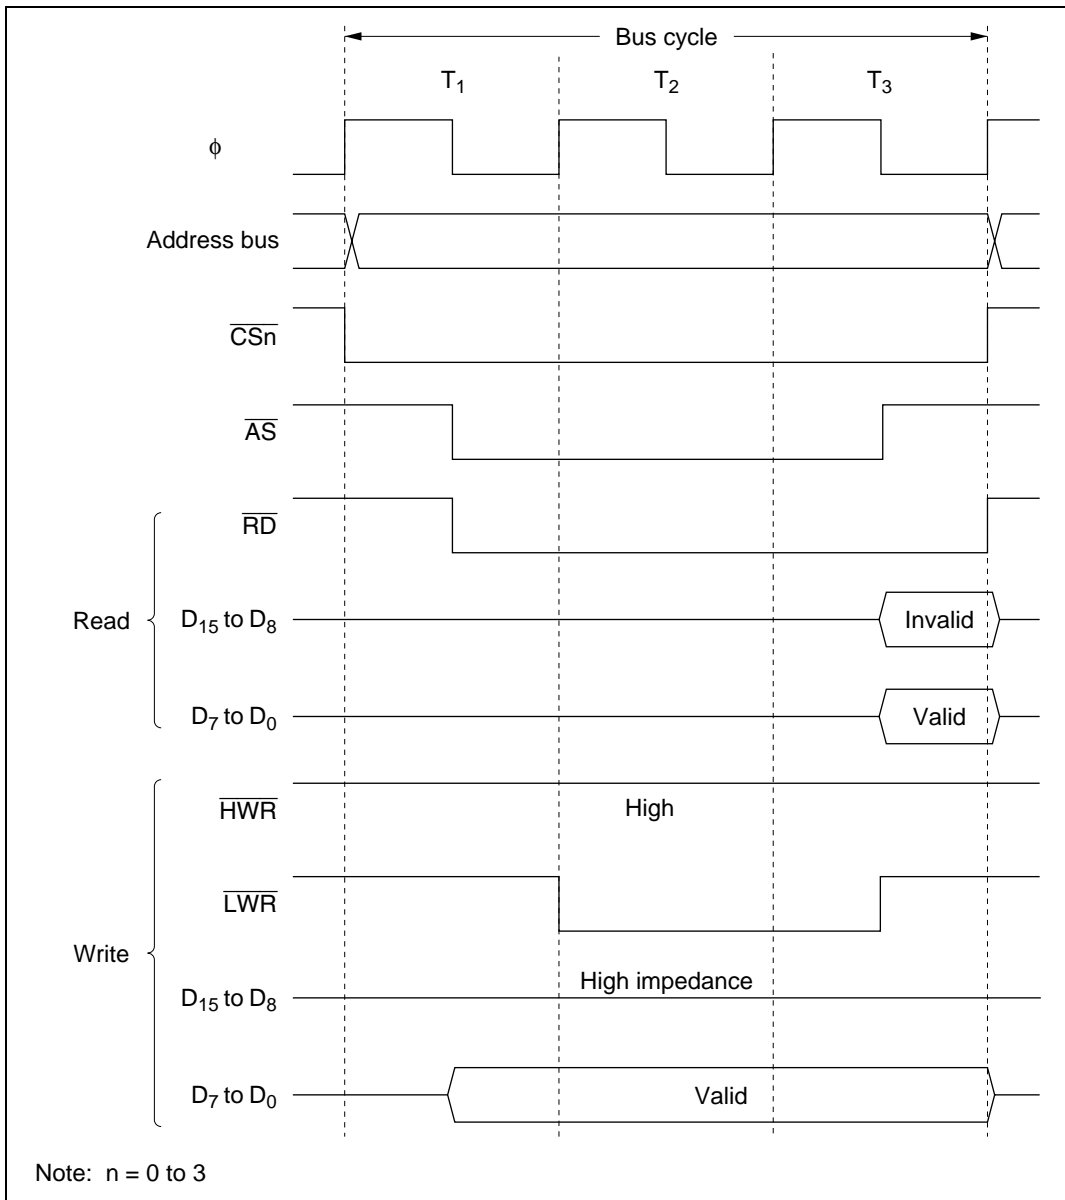 Bus cycle
T1 T2 T3
ϕ
Address bus
CSn
AS
RD
Read
D15 to D8
Invalid
D7 to D0
Valid
HWR
High
LWR
Write
D15 to D8
High impedance
D7 to D0
Valid
Note: n = 0 to 3